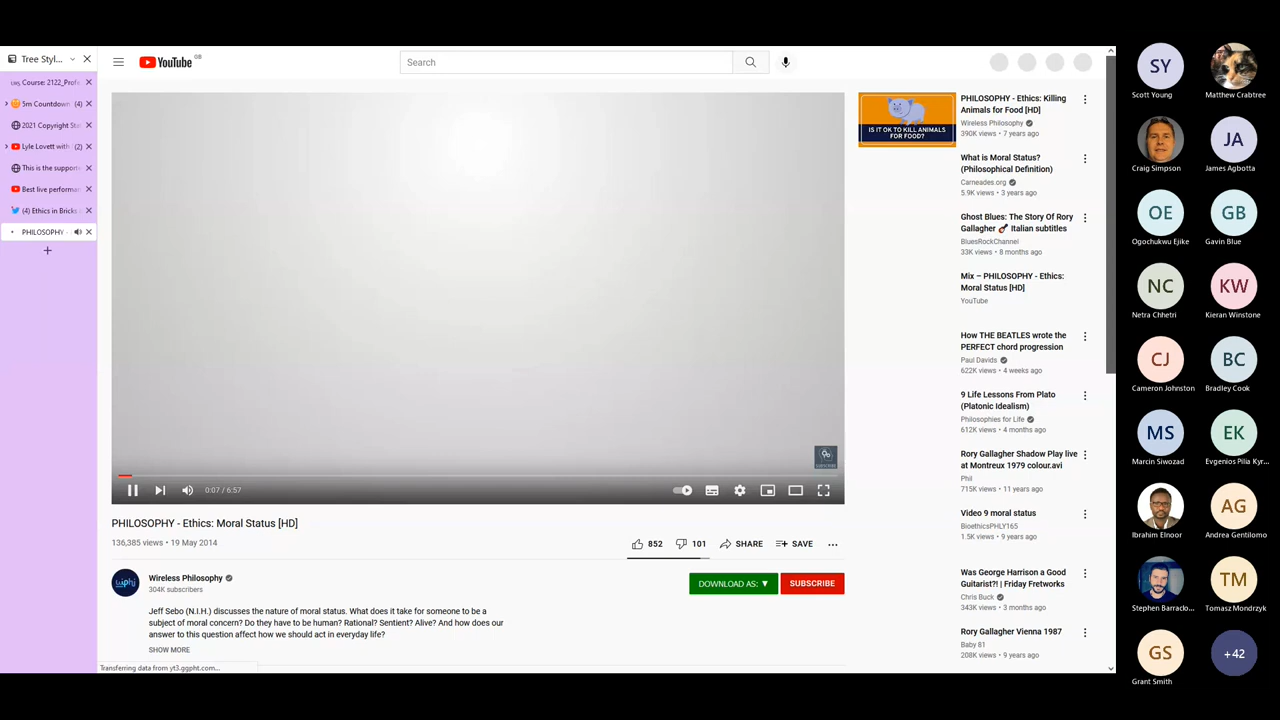 Tree Styl...
Course: 2122_Profe
5m Countdown (4)
2021 Copyright Sta
Lyle Lovett with (2)
This is the support
Best live performan
(4) Ethics in Bricks
PHILOSOPHY -
YouTube GB
Search
0:07 / 6:57
PHILOSOPHY - Ethics: Moral Status [HD]
136,385 views • 19 May 2014
852
101
SHARE
SAVE
wiphi
Wireless Philosophy
304K subscribers
DOWNLOAD AS: ▼
SUBSCRIBE
Jeff Sebo (N.I.H.) discusses the nature of moral status. What does it take for someone to be a
subject of moral concern? Do they have to be human? Rational? Sentient? Alive? And how does our
answer to this question affect how we should act in everyday life?
SHOW MORE
Transferring data from yt3.ggpht.com...
IS IT OK TO KILL ANIMALS
FOR FOOD?
PHILOSOPHY - Ethics: Killing
Animals for Food [HD]
Wireless Philosophy
390K views • 7 years ago
What is Moral Status?
(Philosophical Definition)
Carneades.org
5.9K views • 3 years ago
Ghost Blues: The Story Of Rory
Gallagher 🎸 Italian subtitles
BluesRockChannel
33K views • 8 months ago
Mix – PHILOSOPHY - Ethics:
Moral Status [HD]
YouTube
How THE BEATLES wrote the
PERFECT chord progression
Paul Davids
622K views • 4 weeks ago
9 Life Lessons From Plato
(Platonic Idealism)
Philosophies for Life
612K views • 4 months ago
Rory Gallagher Shadow Play live
at Montreux 1979 colour.avi
Phil
715K views • 11 years ago
Video 9 moral status
BioethicsPHLY165
1.5K views • 9 years ago
Was George Harrison a Good
Guitarist?! | Friday Fretworks
Chris Buck
343K views • 3 months ago
Rory Gallagher Vienna 1987
Baby 81
208K views • 9 years ago
SY
Scott Young
Matthew Crabtree
Craig Simpson
JA
James Agbotta
OE
Ogochukwu Ejike
GB
Gavin Blue
NC
Netra Chhetri
KW
Kieran Winstone
CJ
Cameron Johnston
BC
Bradley Cook
MS
Marcin Siwozad
EK
Evgenios Pilia Kyr...
Ibrahim Elnoor
AG
Andrea Gentilomo
Stephen Barraclo...
TM
Tomasz Mondrzyk
GS
Grant Smith
+42